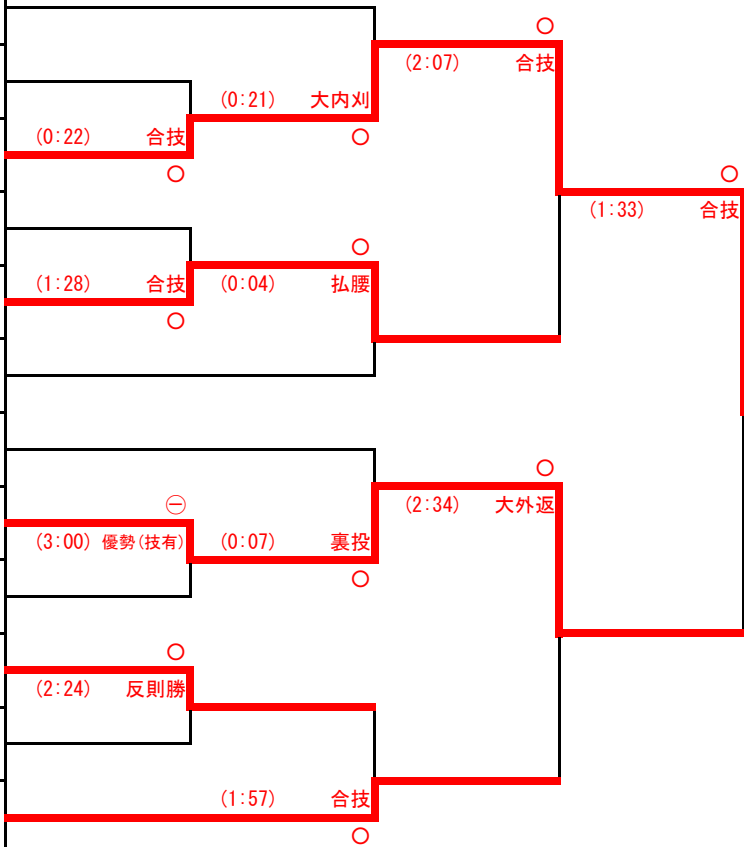 ○
(2:07) 合技
(0:21) 大内刈
○
(0:22) 合技
○
○
(1:33) 合技
○
(1:28) 合技
○
(0:04) 払腰
○
(2:34) 大外返
㊀
(3:00) 優勢(技有)
(0:07) 裏投
○
○
(2:24) 反則勝
(1:57) 合技
○